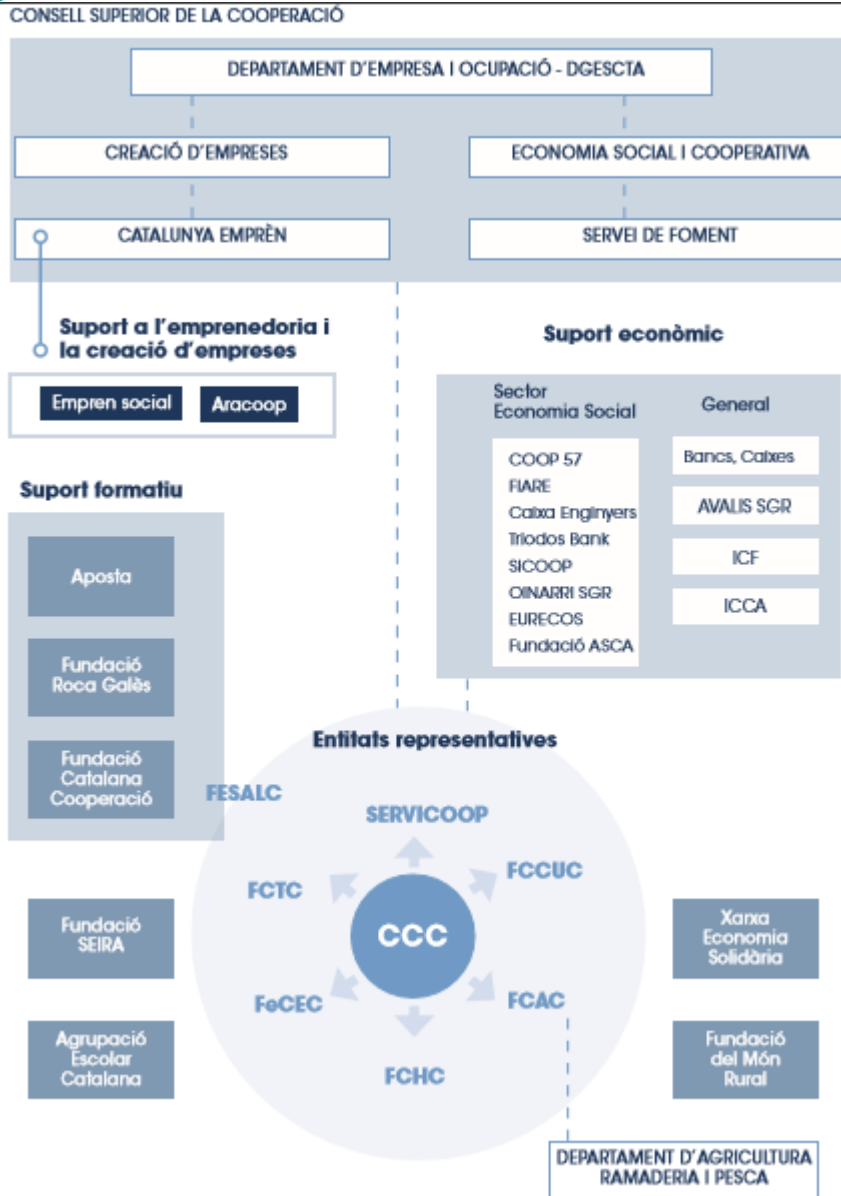 CONSELL SUPERIOR DE LA COOPERACIÓ
DEPARTAMENT D'EMPRESA I OCUPACIÓ - DGESCTA
CREACIÓ D'EMPRESES
ECONOMIA SOCIAL I COOPERATIVA
CATALUNYA EMPRÈN
SERVEI DE FOMENT
Suport a l'emprenedoria i
la creació d'empreses
Empren social
Aracoop
Suport econòmic
Sector
Economia Social
COOP 57
FIARE
Caixa Enginyers
Triodos Bank
SICOOP
OINARRI SGR
EURECOS
Fundació ASCA
General
Bancs, Caixes
AVALIS SGR
ICF
ICCA
Suport formatiu
Aposta
Fundació
Roca Galès
Fundació
Catalana
Cooperació
Entitats representatives
FESALC
SERVICOOP
FCTC
FCCUC
CCC
FeCEC
FCAC
FCHC
Fundació
SEIRA
Agrupació
Escolar
Catalana
Xarxa
Economia
Solidària
Fundació
del Món
Rural
DEPARTAMENT D'AGRICULTURA
RAMADERIA I PESCA